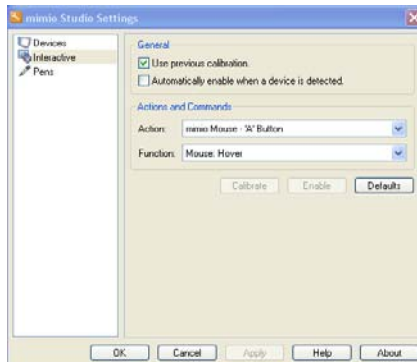 mimio Studio Settings
Devices
Interactive
Pens
General
Use previous calibration.
Automatically enable when a device is detected.
Actions and Commands
Action: mimio Mouse - 'A' Button
Function: Mouse: Hover
Calibrate Enable Defaults
OK Cancel Apply Help About